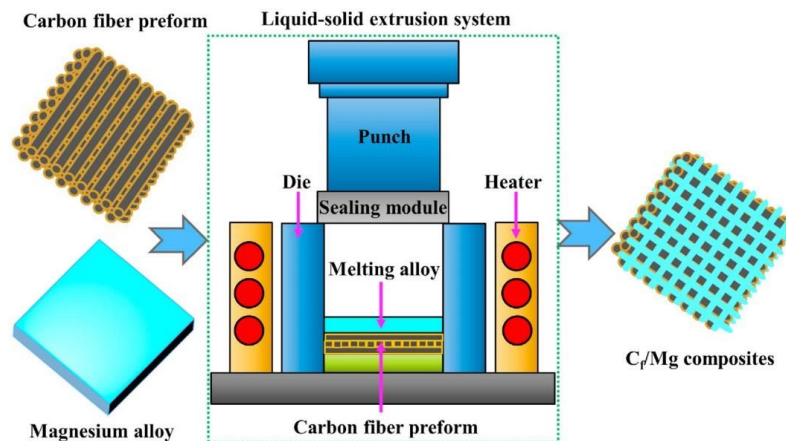 Carbon fiber preform
Liquid-solid extrusion system
Punch
Die
Heater
Sealing module
Melting alloy
Magnesium alloy
Carbon fiber preform
Cf/Mg composites